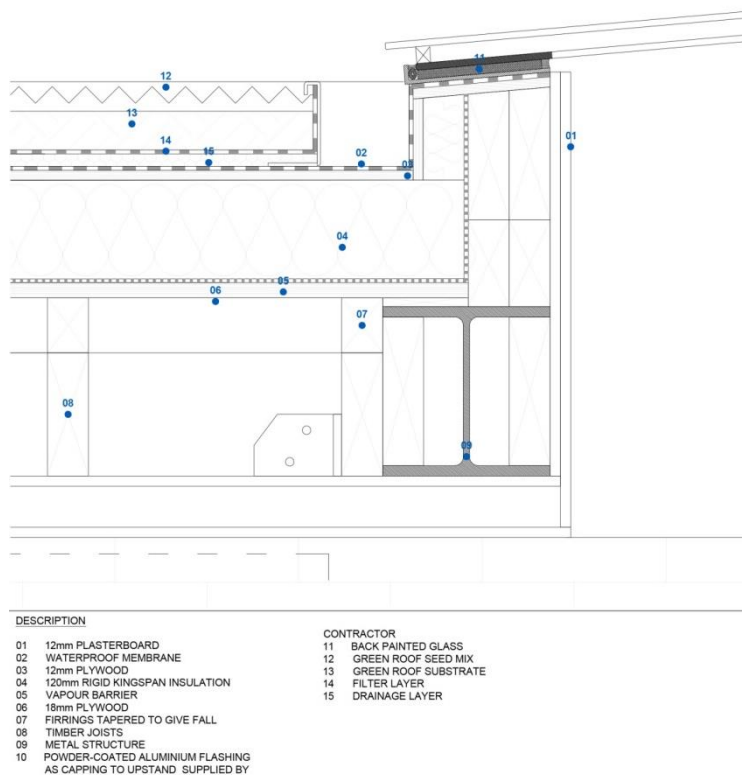 11
12
13
01
14
15
02
03
04
05
06
07
08
09
DESCRIPTION
01 12mm PLASTERBOARD
02 WATERPROOF MEMBRANE
03 12mm PLYWOOD
04 120mm RIGID KINGSPAN INSULATION
05 VAPOUR BARRIER
06 18mm PLYWOOD
07 FIRRINGS TAPERED TO GIVE FALL
08 TIMBER JOISTS
09 METAL STRUCTURE
10 POWDER-COATED ALUMINIUM FLASHING
AS CAPPING TO UPSTAND SUPPLIED BY
CONTRACTOR
11 BACK PAINTED GLASS
12 GREEN ROOF SEED MIX
13 GREEN ROOF SUBSTRATE
14 FILTER LAYER
15 DRAINAGE LAYER